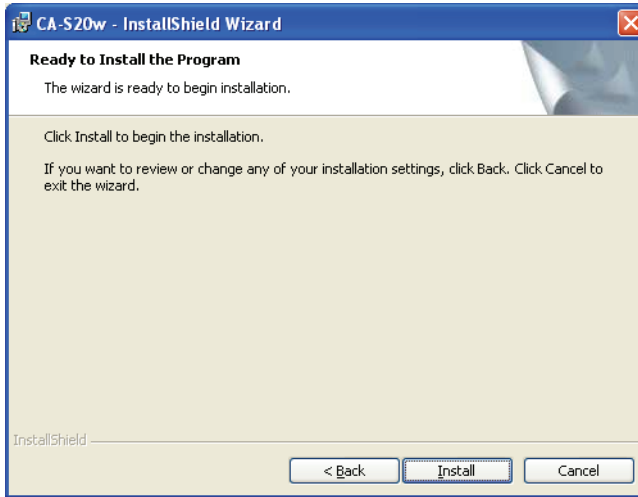 CA-S20w - InstallShield Wizard
Ready to Install the Program
The wizard is ready to begin installation.
Click Install to begin the installation.
If you want to review or change any of your installation settings, click Back. Click Cancel to
exit the wizard.
InstallShield
< Back Install Cancel